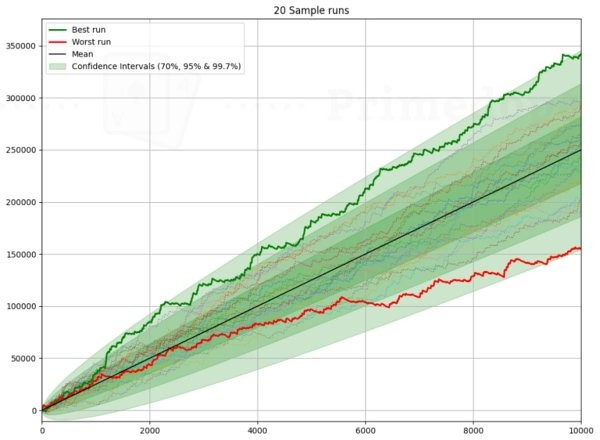 20 Sample runs
Best run
Worst run
Mean
Confidence Intervals (70%, 95% & 99.7%)
350000
300000
250000
200000
150000
100000
50000
0
0
2000
4000
6000
8000
10000